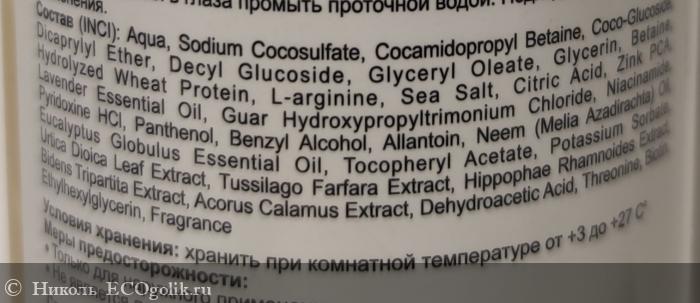 в глаза промыть проточной водой.
Состав (INCI): Aqua, Sodium Cocosulfate, Cocamidopropyl Betaine, Coco-Glucoside,
Dicaprylyl Ether, Decyl Glucoside, Glyceryl Oleate, Glycerin, Betaine,
Hydrolyzed Wheat Protein, L-arginine, Sea Salt, Citric Acid, Zink PCA,
Lavender Essential Oil, Guar Hydroxypropyltrimonium Chloride, Niacinamide,
Pyridoxine HCl, Panthenol, Benzyl Alcohol, Allantoin, Neem (Melia Azadirachta) Oil,
Eucalyptus Globulus Essential Oil, Tocopheryl Acetate, Potassium Sorbate,
Urtica Dioica Leaf Extract, Tussilago Farfara Extract, Hippophae Rhamnoides Extract,
Bidens Tripartita Extract, Acorus Calamus Extract, Dehydroacetic Acid, Threonine, Biotin,
Ethylhexylglycerin, Fragrance
Условия хранения: хранить при комнатной температуре от +3 до +27 С°
Меры предосторожности:
* Только для
© Николь ECOgolik.ru